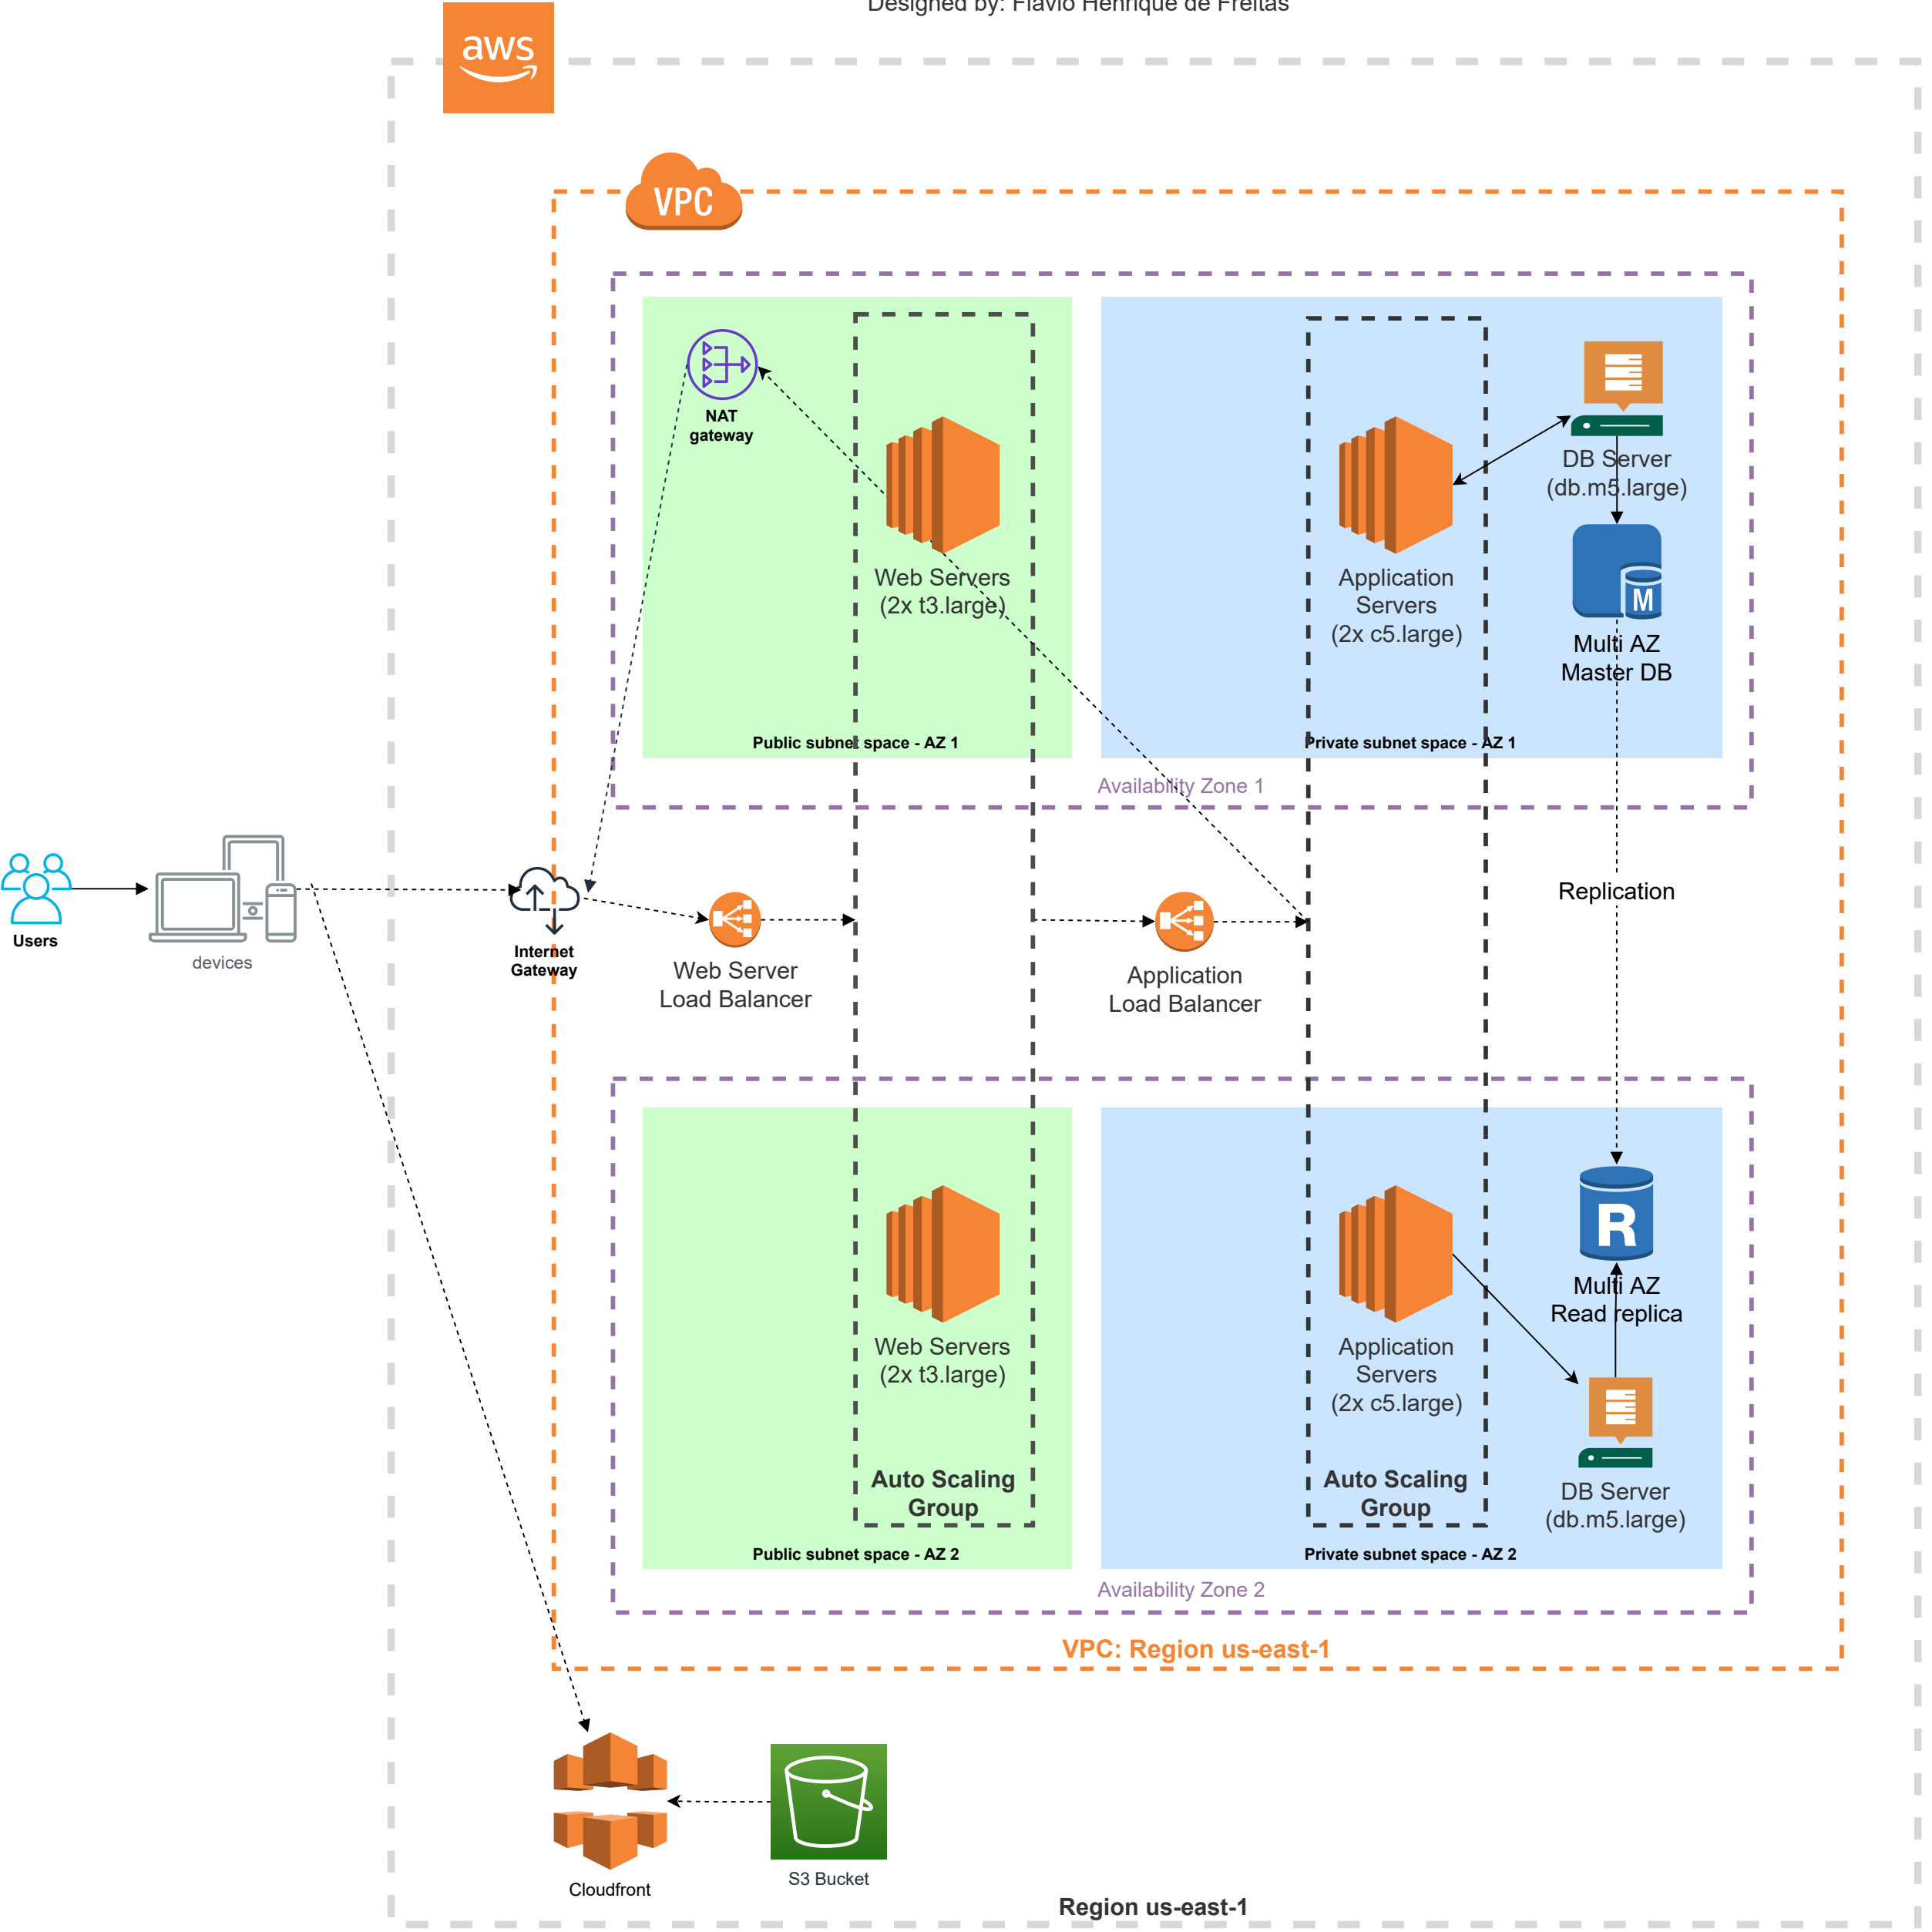 Designed by: Flavio Henrique de Freitas
aws
VPC
NAT
gateway
Web Servers
(2x t3.large)
Public subnet space - AZ 1
Application
Servers
(2x c5.large)
DB Server
(db.m5.large)
M
Multi AZ
Master DB
Private subnet space - AZ 1
Availability Zone 1
Users
devices
Internet
Gateway
Web Server
Load Balancer
Application
Load Balancer
Replication
Web Servers
(2x t3.large)
Auto Scaling
Group
Public subnet space - AZ 2
Application
Servers
(2x c5.large)
Auto Scaling
Group
R
Multi AZ
Read replica
DB Server
(db.m5.large)
Private subnet space - AZ 2
Availability Zone 2
VPC: Region us-east-1
Cloudfront
S3 Bucket
Region us-east-1